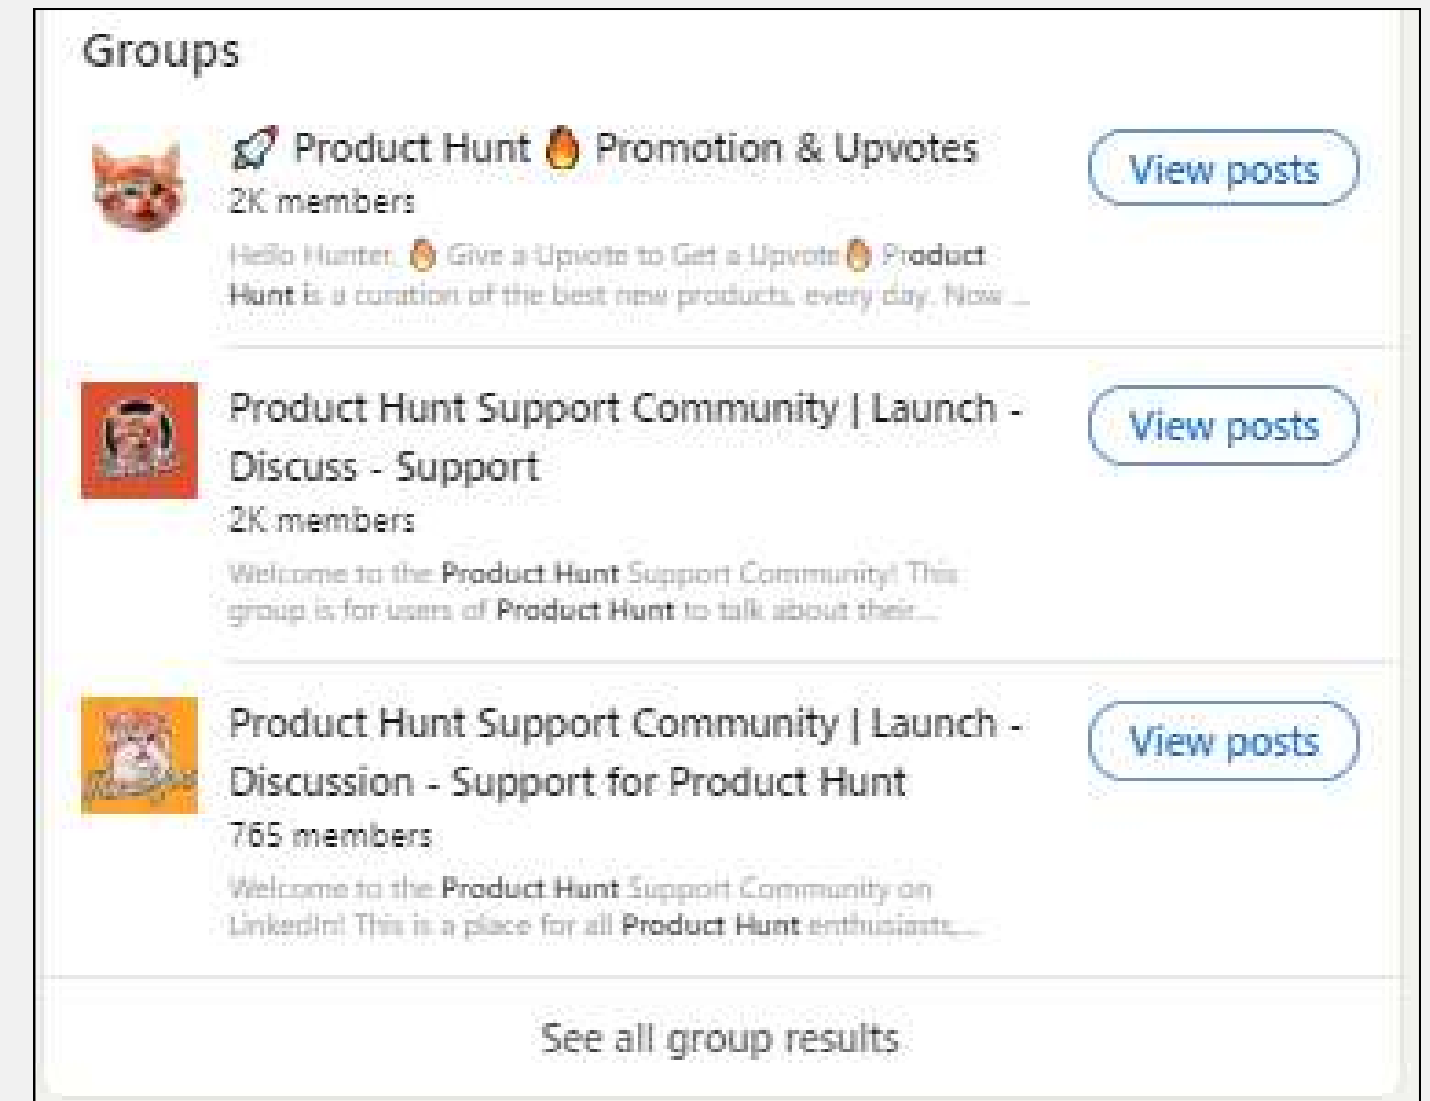 Groups
🚀 Product Hunt 🔥 Promotion & Upvotes
View posts
2K members
Hello Hunter, 🔥 Give a Upvote to Get a Upvote🔥 Product
Hunt is a curation of the best new products, every day. Now ...
Product Hunt Support Community | Launch -
View posts
Discuss - Support
2K members
Welcome to the Product Hunt Support Community! This
group is for users of Product Hunt to talk about their...
Product Hunt Support Community | Launch -
View posts
Discussion - Support for Product Hunt
765 members
Welcome to the Product Hunt Support Community on
LinkedIn! This is a place for all Product Hunt enthusiasts,...
See all group results